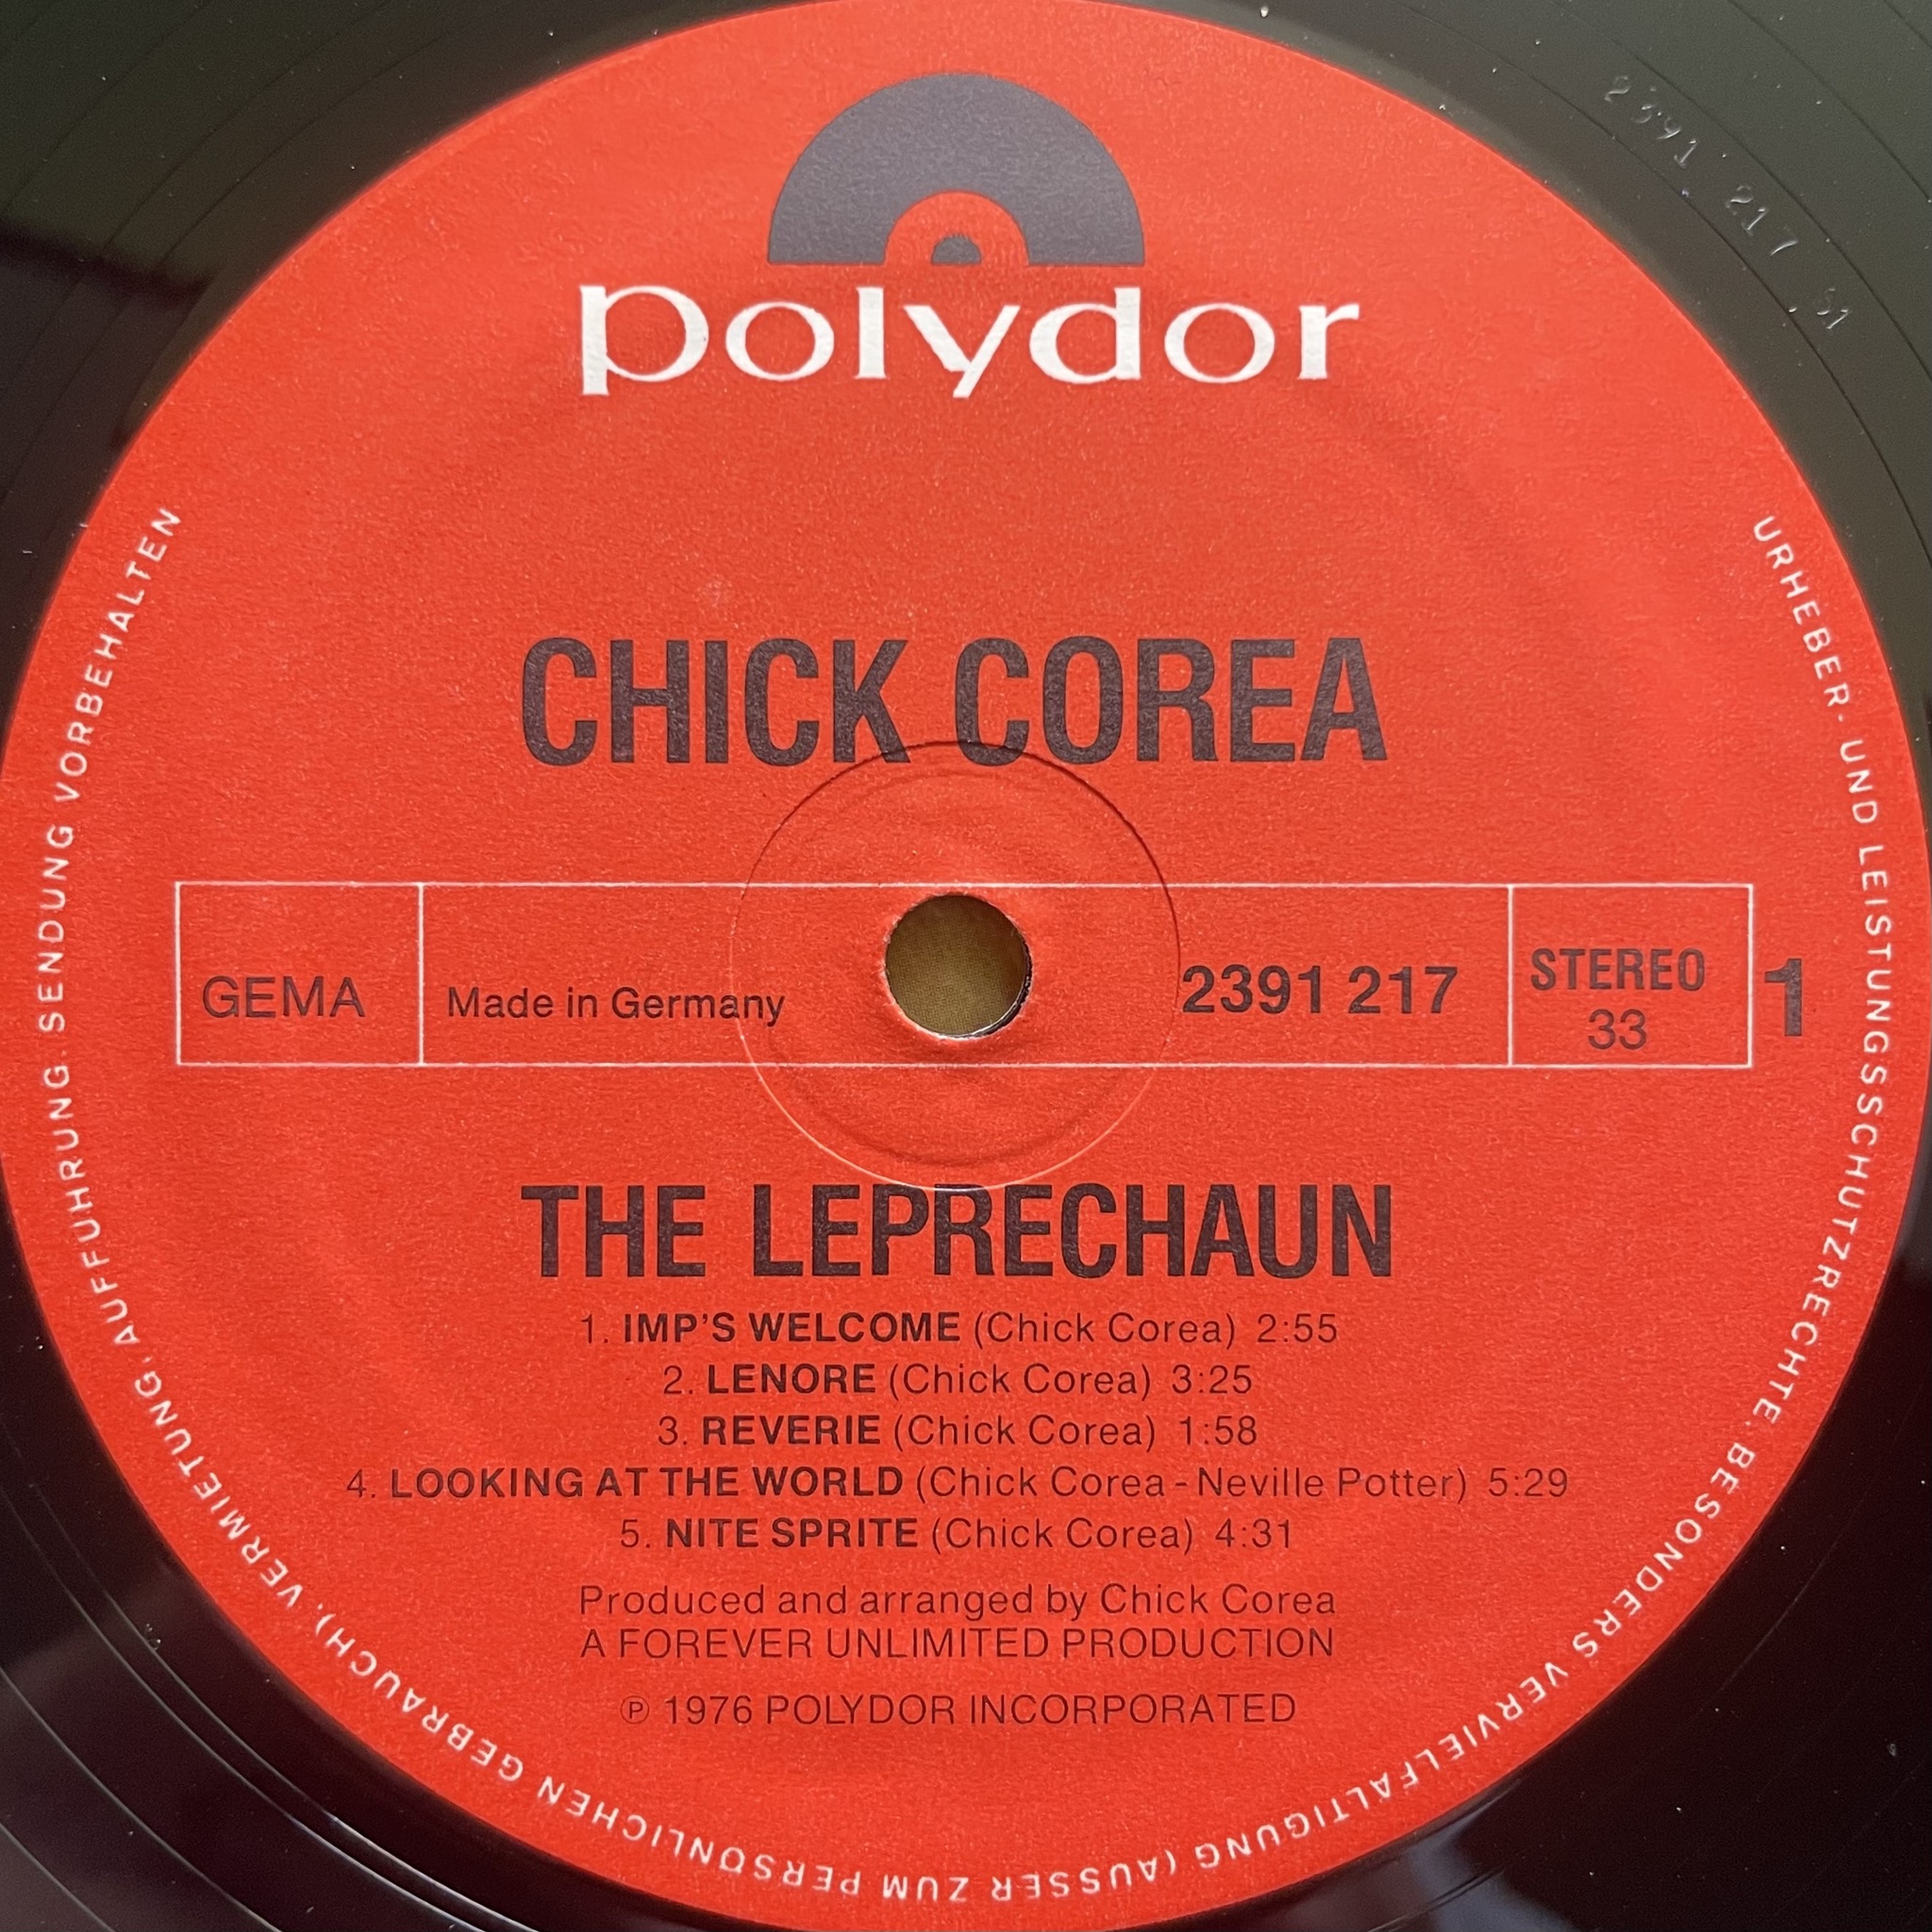 polydor
CHICK COREA
GEMA
Made in Germany
2391 217
STEREO
33
1
THE LEPRECHAUN
1. IMP'S WELCOME (Chick Corea) 2:55
2. LENORE (Chick Corea) 3:25
3. REVERIE (Chick Corea) 1:58
4. LOOKING AT THE WORLD (Chick Corea - Neville Potter) 5:29
5. NITE SPRITE (Chick Corea) 4:31
Produced and arranged by Chick Corea
A FOREVER UNLIMITED PRODUCTION
℗ 1976 POLYDOR INCORPORATED
URHEBER- UND LEISTUNGSSCHUTZRECHTE, BESONDERS VERVIELFÄLTIGUNG (AUSSER ZUM PERSÖNLICHEN GEBRAUCH), VERMIETUNG, AUFFÜHRUNG, SENDUNG VORBEHALTEN
2391 217